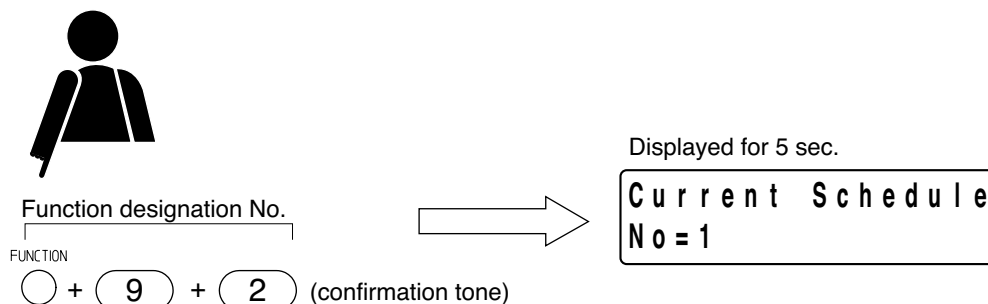 Displayed for 5 sec.
Current Schedule
No=1
Function designation No.
FUNCTION
+ 9 + 2 (confirmation tone)